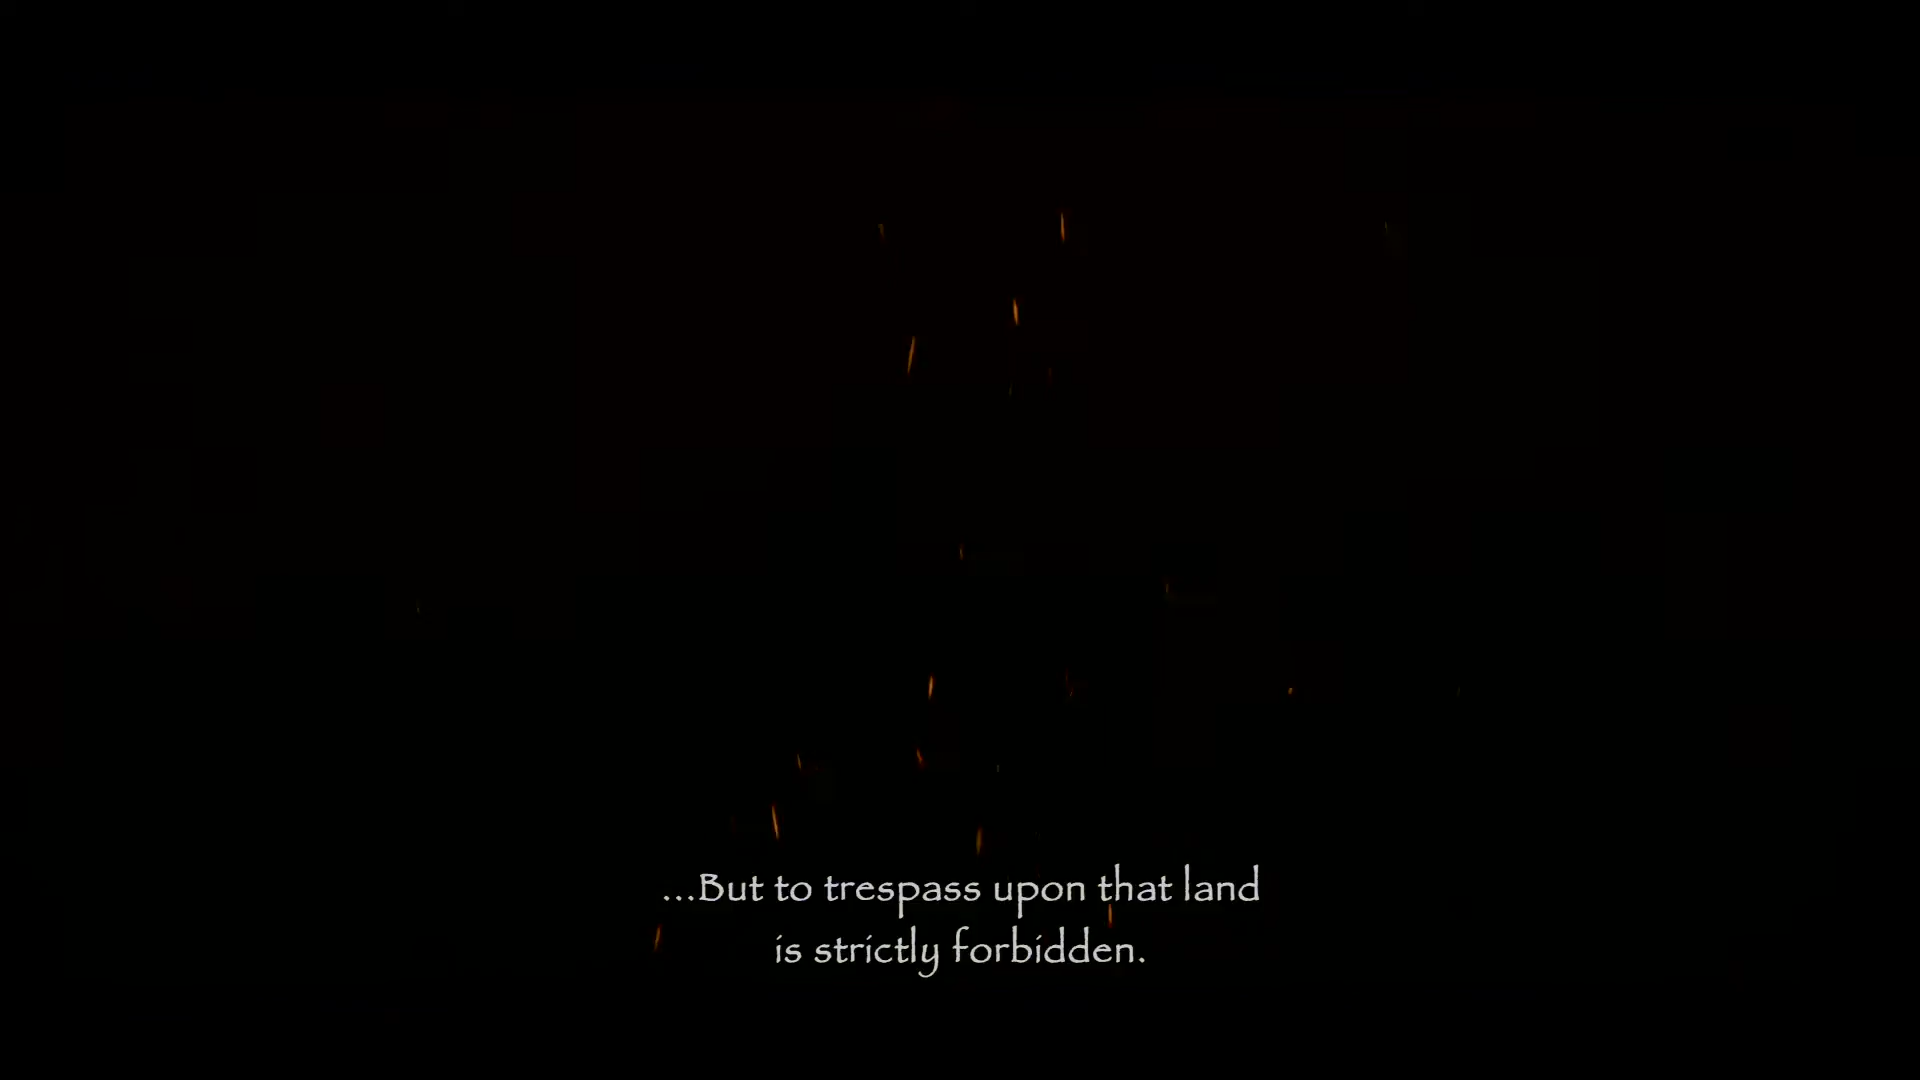 ...But to trespass upon that land
is strictly forbidden.